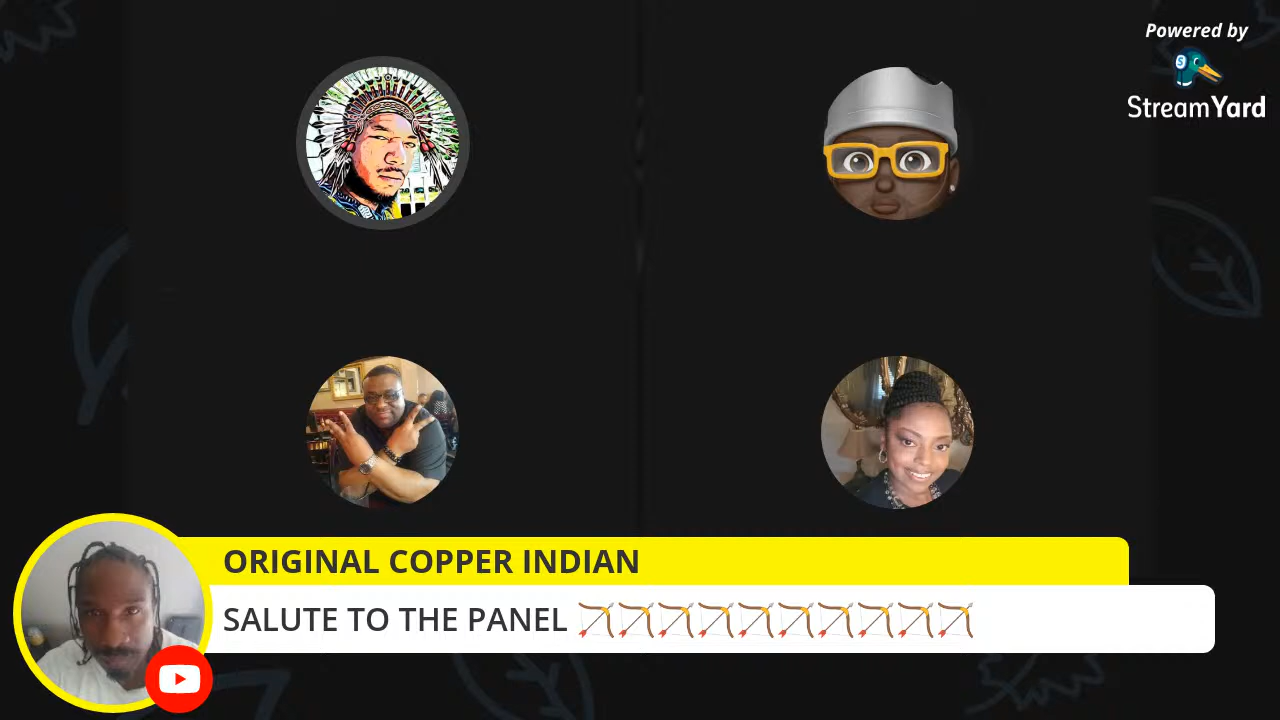 Powered by
StreamYard
ORIGINAL COPPER INDIAN
SALUTE TO THE PANEL 🏹🏹🏹🏹🏹🏹🏹🏹🏹🏹